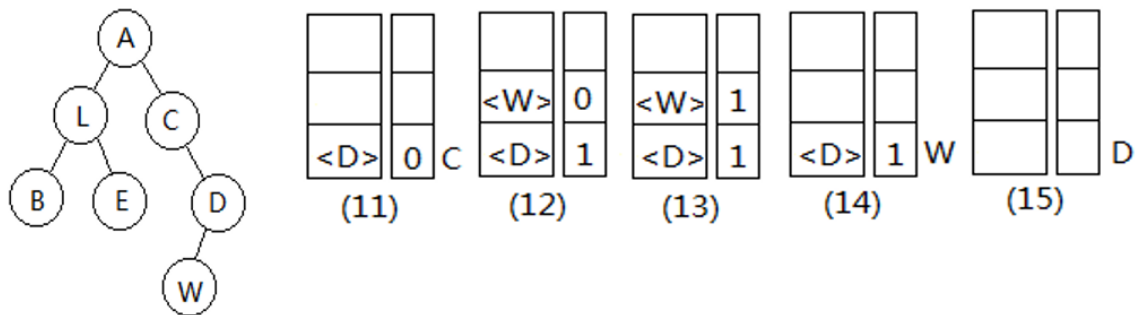 A
L
C
B
E
D
W
<D> 0 C
(11)
<W> 0
<D> 1
(12)
<W> 1
<D> 1
(13)
<D> 1 W
(14)
D
(15)